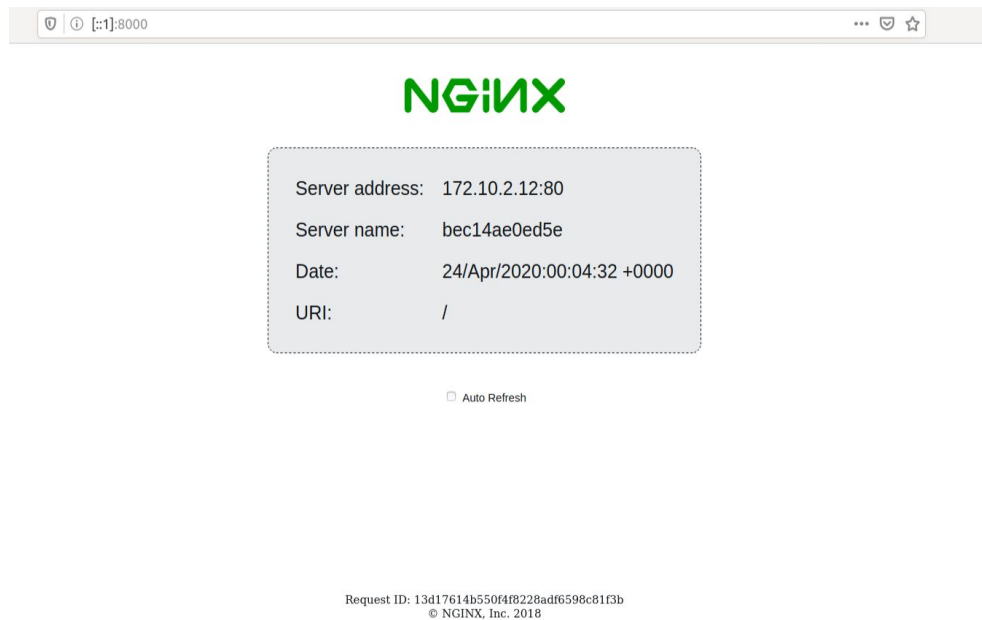 [::1]:8000
NGINX
Server address: 172.10.2.12:80
Server name: bec14ae0ed5e
Date: 24/Apr/2020:00:04:32 +0000
URI: /
Auto Refresh
Request ID: 13d17614b550f4f8228adf6598c81f3b
© NGINX, Inc. 2018